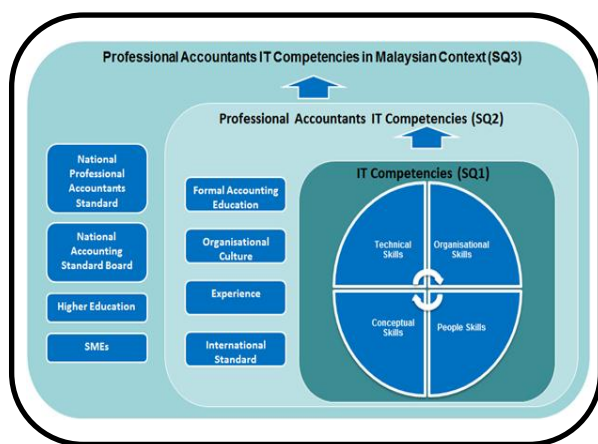 Professional Accountants IT Competencies in Malaysian Context (SQ3)
Professional Accountants IT Competencies (SQ2)
IT Competencies (SQ1)
National
Professional
Accountants
Standard
National
Accounting
Standard Board
Higher Education
SMEs
Formal Accounting
Education
Organisational
Culture
Experience
International
Standard
Technical
Skills
Organisational
Skills
Conceptual
Skills
People Skills